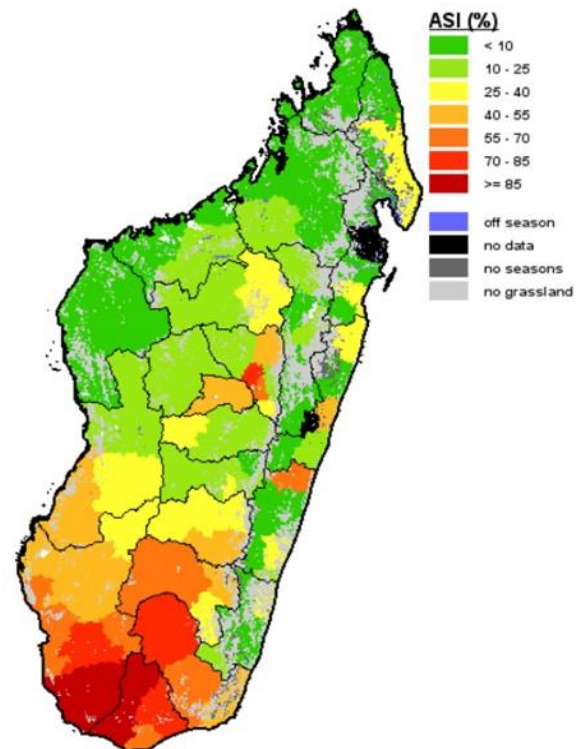 ASI (%)
< 10
10 - 25
25 - 40
40 - 55
55 - 70
70 - 85
>= 85
off season
no data
no seasons
no grassland